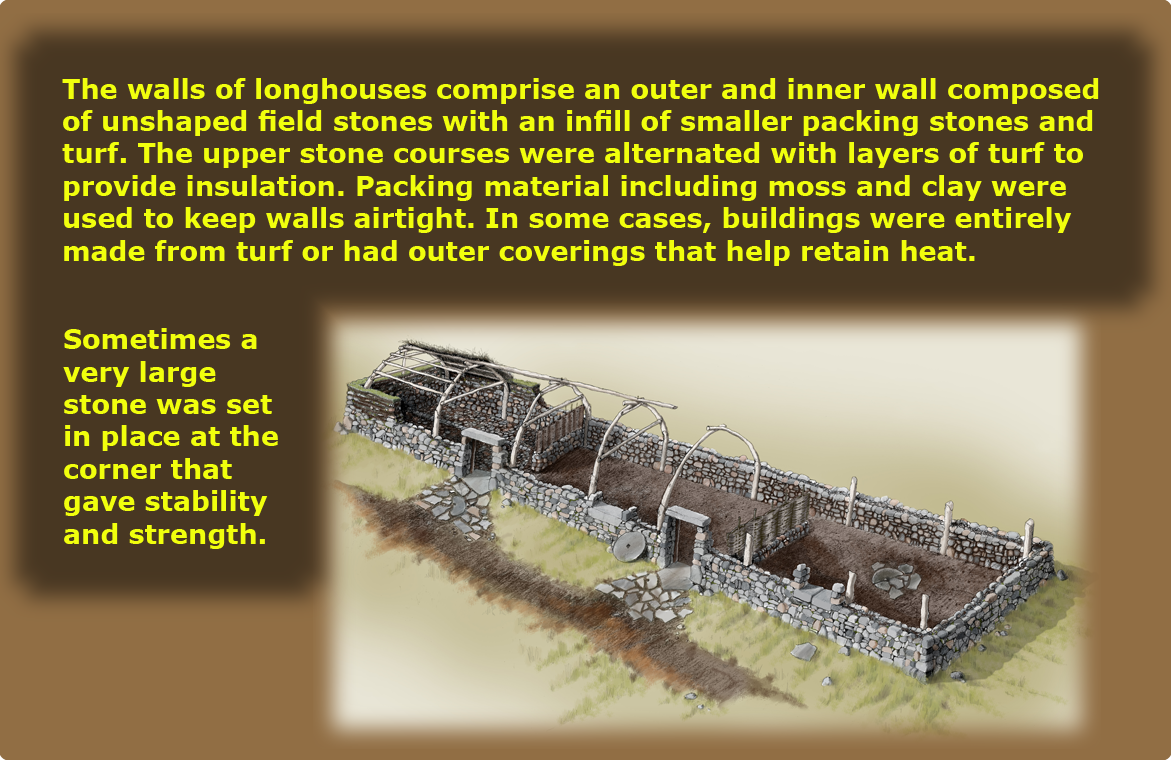 The walls of longhouses comprise an outer and inner wall composed
of unshaped field stones with an infill of smaller packing stones and
turf. The upper stone courses were alternated with layers of turf to
provide insulation. Packing material including moss and clay were
used to keep walls airtight. In some cases, buildings were entirely
made from turf or had outer coverings that help retain heat.
Sometimes a
very large
stone was set
in place at the
corner that
gave stability
and strength.